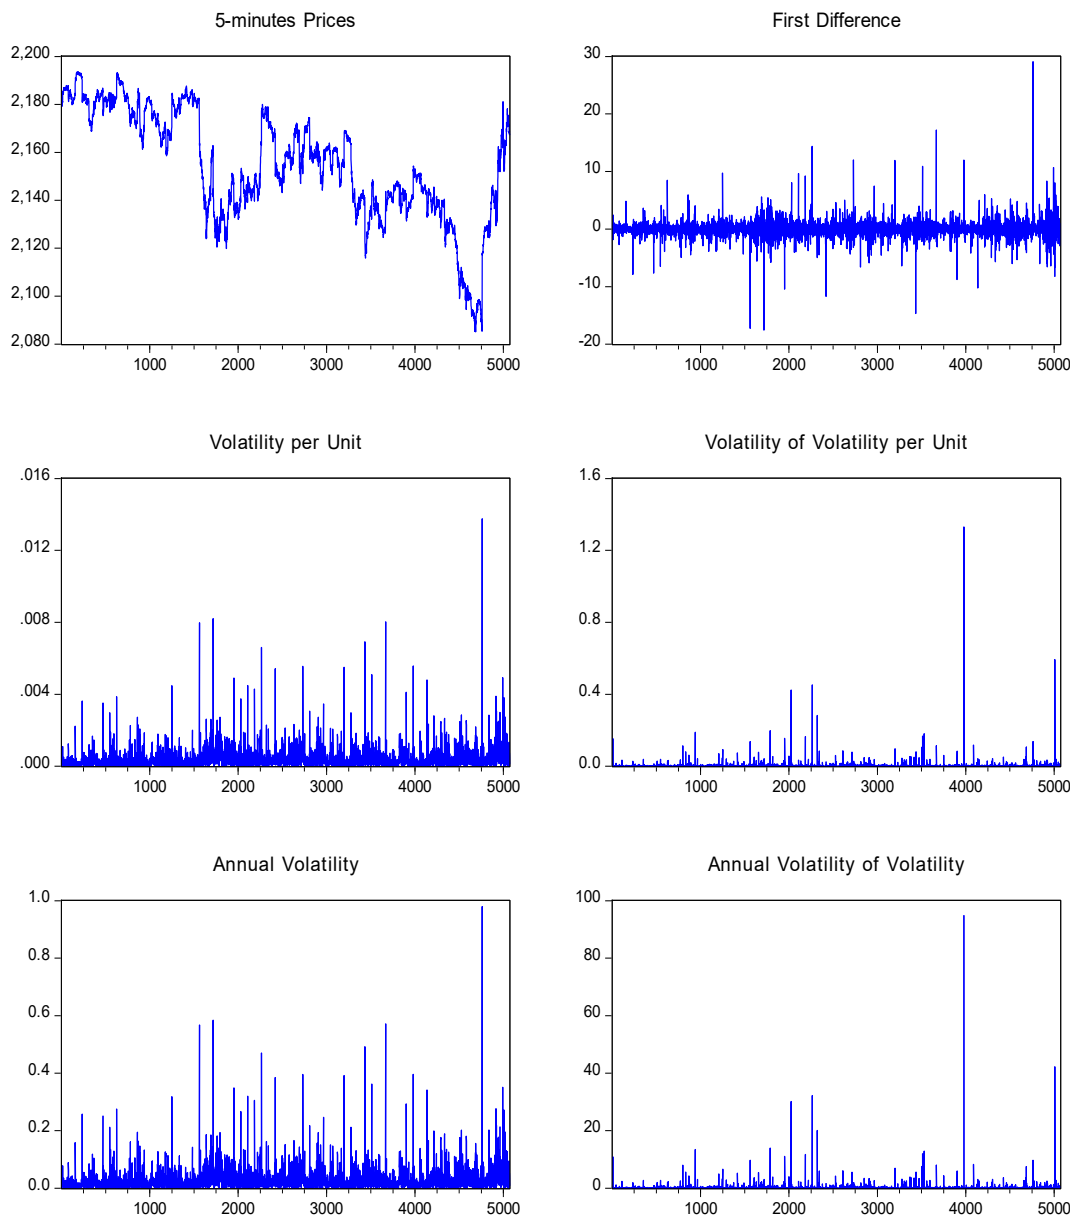 5-minutes Prices
2,200
2,180
2,160
2,140
2,120
2,100
2,080
1000 2000 3000 4000 5000
First Difference
30
20
10
0
-10
-20
1000 2000 3000 4000 5000
Volatility per Unit
.016
.012
.008
.004
.000
1000 2000 3000 4000 5000
Volatility of Volatility per Unit
1.6
1.2
0.8
0.4
0.0
1000 2000 3000 4000 5000
Annual Volatility
1.0
0.8
0.6
0.4
0.2
0.0
1000 2000 3000 4000 5000
Annual Volatility of Volatility
100
80
60
40
20
0
1000 2000 3000 4000 5000